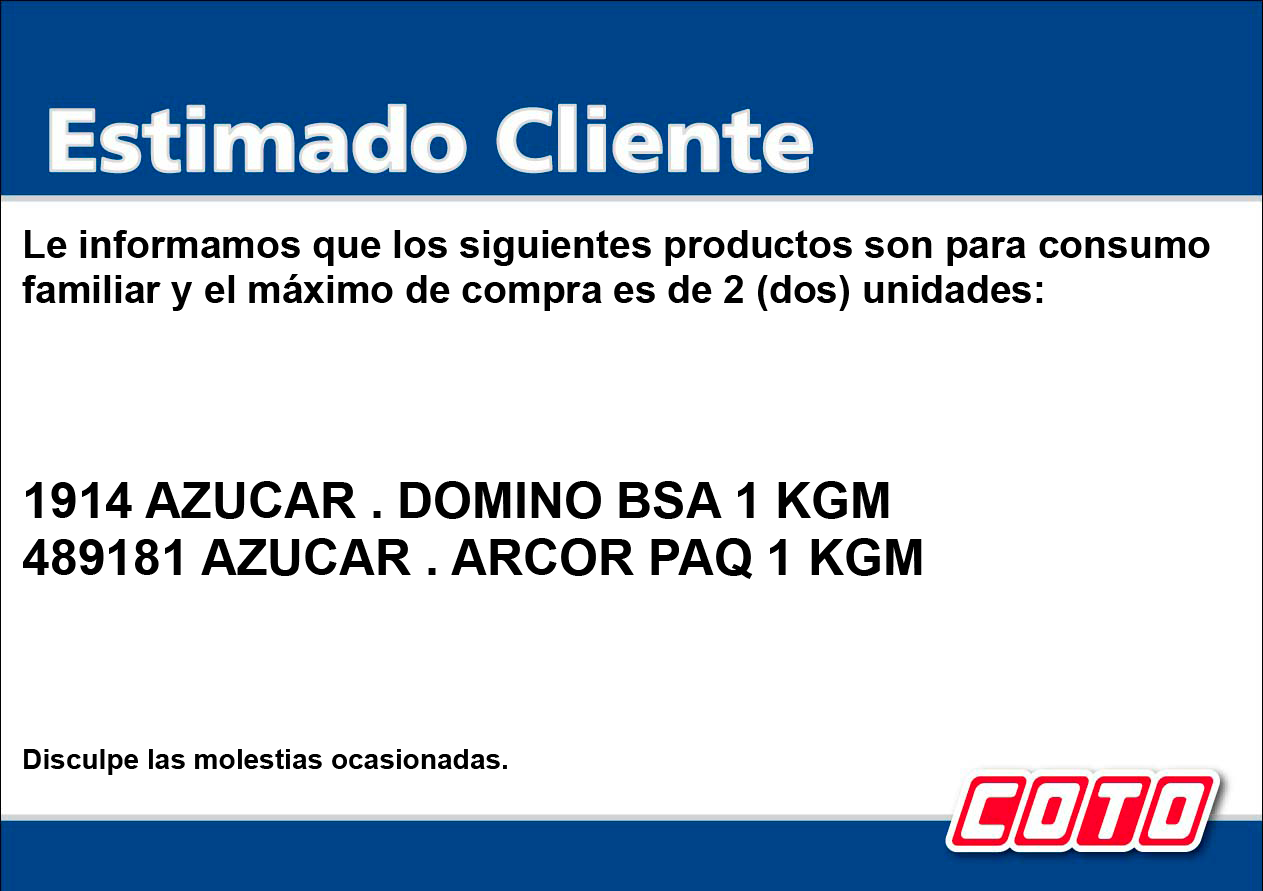 Estimado Cliente
Le informamos que los siguientes productos son para consumo
familiar y el máximo de compra es de 2 (dos) unidades:
1914 AZUCAR . DOMINO BSA 1 KGM
489181 AZUCAR . ARCOR PAQ 1 KGM
Disculpe las molestias ocasionadas.
COTO